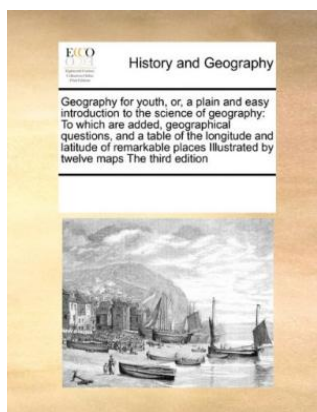 ECCO
History and Geography
Geography for youth, or, a plain and easy
introduction to the science of geography:
To which are added, geographical
questions, and a table of the longitude and
latitude of remarkable places Illustrated by
twelve maps The third edition